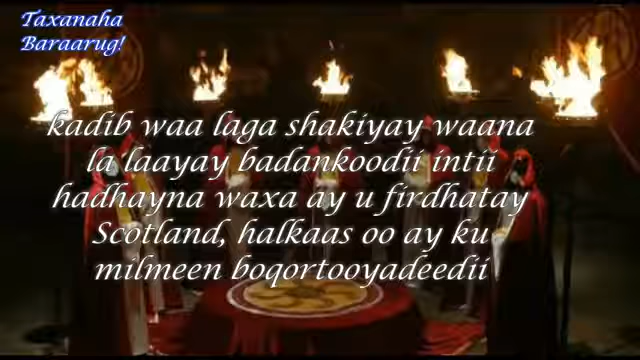 Taxanaha
Baraarug!
kadib waa laga shakiyay waana
la laayay badankoodii intii
hadhayna waxa ay u firdhatay
Scotland, halkaas oo ay ku
milmeen boqortooyadeedii